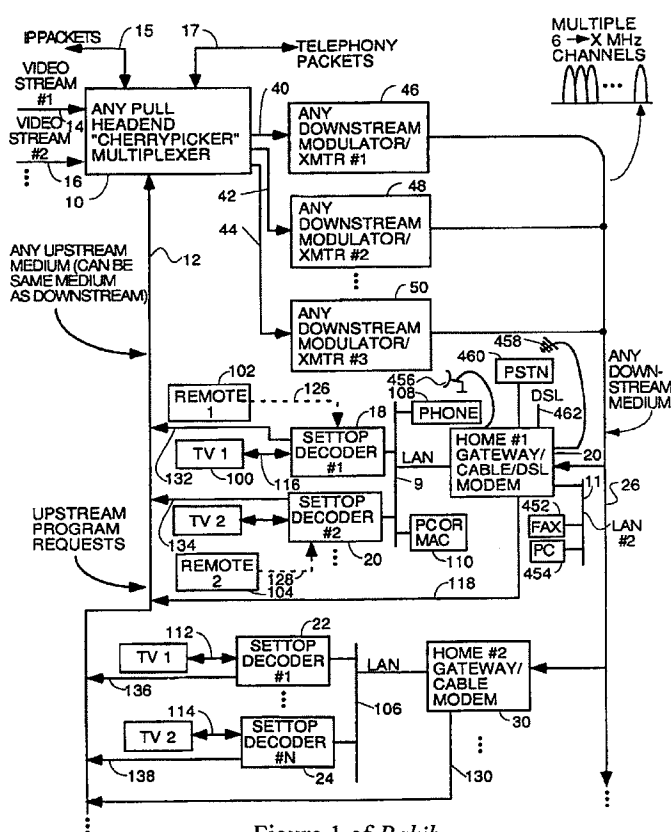 IPPACKETS
15
17
TELEPHONY
PACKETS
MULTIPLE
6 → X MHz
CHANNELS
VIDEO
STREAM
#1
14
VIDEO
STREAM
#2
16
ANY PULL
HEADEND
"CHERRYPICKER"
MULTIPLEXER
10
40
42
44
46
ANY
DOWNSTREAM
MODULATOR/
XMTR #1
48
ANY
DOWNSTREAM
MODULATOR/
XMTR #2
50
ANY
DOWNSTREAM
MODULATOR/
XMTR #3
12
ANY UPSTREAM
MEDIUM (CAN BE
SAME MEDIUM
AS DOWNSTREAM)
ANY
DOWN-
STREAM
MEDIUM
102
REMOTE
1
126
18
SETTOP
DECODER
#1
TV 1
100
116
132
456
108
PHONE
460
PSTN
458
DSL
462
LAN
9
HOME #1
GATEWAY/
CABLE/DSL
MODEM
20
11
26
452
FAX
PC
454
LAN
#2
UPSTREAM
PROGRAM
REQUESTS
134
TV 2
SETTOP
DECODER
#2
20
REMOTE
2
104
128
PC OR
MAC
110
118
22
TV 1
112
SETTOP
DECODER
#1
136
LAN
106
HOME #2
GATEWAY/
CABLE
MODEM
30
114
TV 2
SETTOP
DECODER
#N
24
138
130
Figure 1 of Rakib